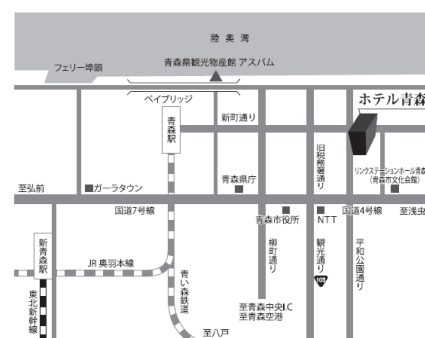 陸奥湾
フェリー埠頭
青森県観光物産館 アスパム
ベイブリッジ
ホテル青森
青森駅
新町通り
旧税務署通り
リンクステーションホール青森
(青森市文化会館)
至弘前
ガーラタウン
青森県庁
国道7号線
青森市役所
NTT
国道4号線
至浅虫
新青森駅
JR 奥羽本線
青い森鉄道
柳町通り
観光通り
103
平和公園通り
東北新幹線
至青森中央I.C
至青森空港
至八戸